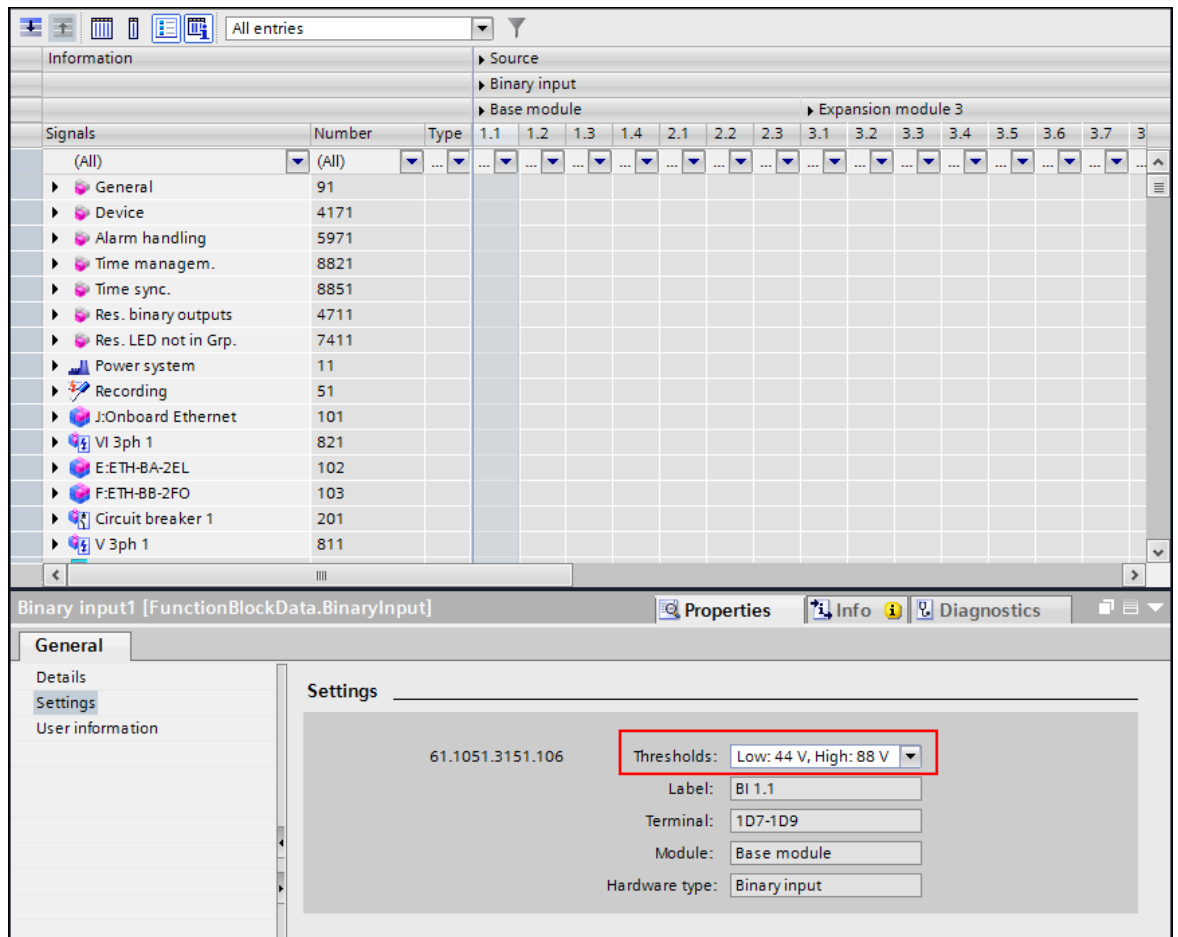 All entries
Information Source
Binary input
Base module Expansion module 3
Signals Number Type 1.1 1.2 1.3 1.4 2.1 2.2 2.3 3.1 3.2 3.3 3.4 3.5 3.6 3.7 3
(All) (All) ... ... ... ... ... ... ... ... ... ... ... ... ... ... ... ...
General 91
Device 4171
Alarm handling 5971
Time managem. 8821
Time sync. 8851
Res. binary outputs 4711
Res. LED not in Grp. 7411
Power system 11
Recording 51
J:Onboard Ethernet 101
VI 3ph 1 821
E:ETH-BA-2EL 102
F:ETH-BB-2FO 103
Circuit breaker 1 201
V 3ph 1 811
Binary input1 [FunctionBlockData.BinaryInput] Properties Info Diagnostics
General
Details
Settings
User information
Settings
61.1051.3151.106 Thresholds: Low: 44 V, High: 88 V
Label: BI 1.1
Terminal: 1D7-1D9
Module: Base module
Hardware type: Binary input